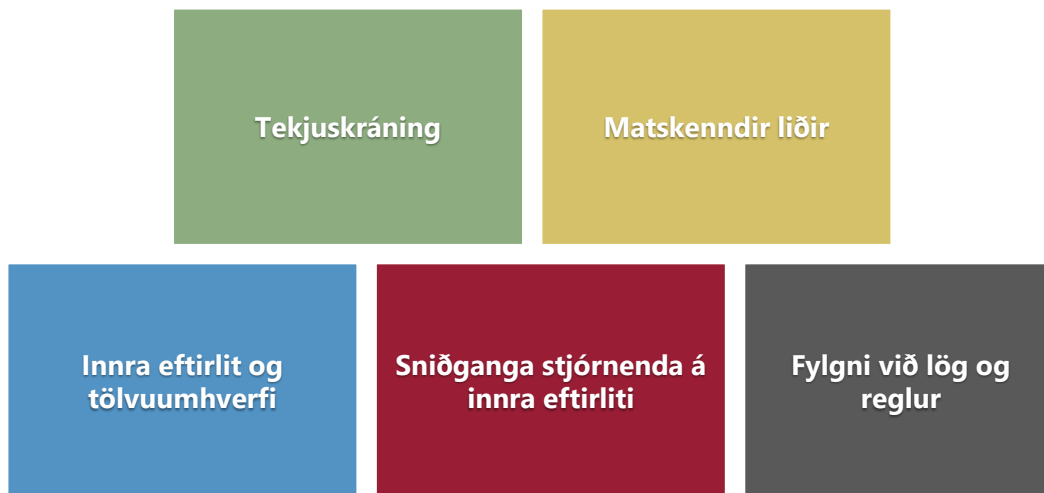 Tekjuskráning
Matskenndir liðir
Innra eftirlit og
tölvuumhverfi
Sniðganga stjórnenda á
innra eftirliti
Fylgni við lög og
reglur